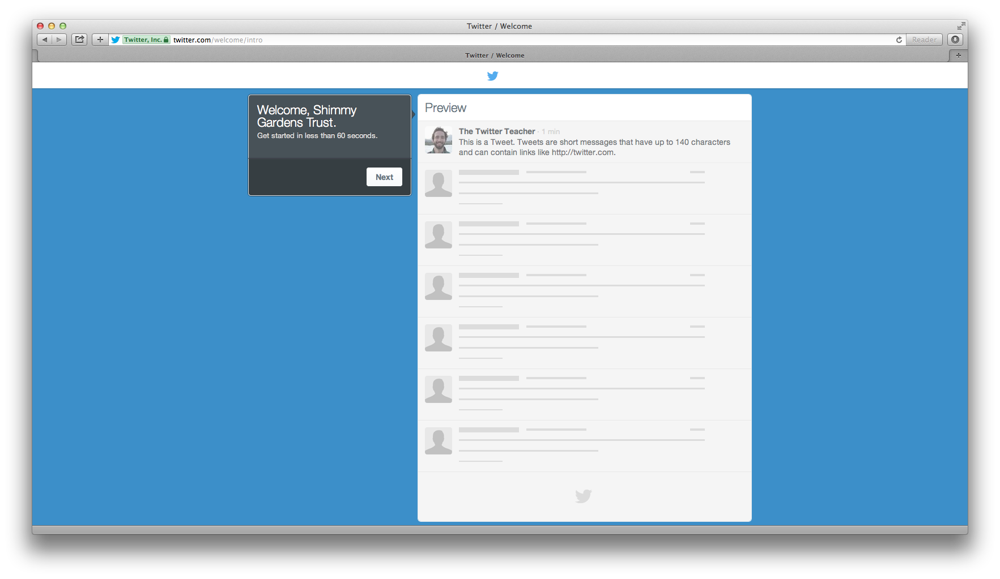 Twitter / Welcome
Twitter, Inc. twitter.com/welcome/intro
Reader
Twitter / Welcome
Welcome, Shimmy
Gardens Trust.
Get started in less than 60 seconds.
Next
Preview
The Twitter Teacher · 1 min
This is a Tweet. Tweets are short messages that have up to 140 characters
and can contain links like http://twitter.com.